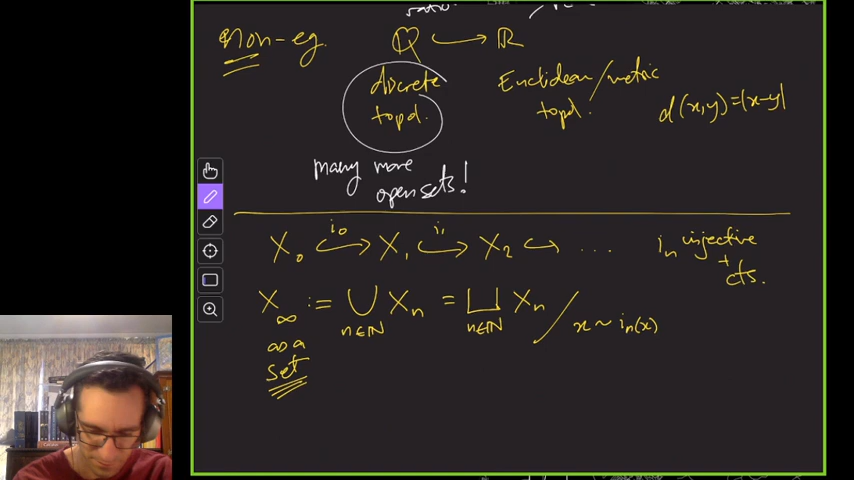 non-eg. ℚ ↪ ℝ
discrete topol. Euclidean/metric topol. d(x,y)=|x-y|
many more open sets!
X₀ ↪ X₁ ↪ X₂ ↪ ... iₙ injective + cts.
i₀ i₁
X∞ := ⋃ Xₙ = ⊔ Xₙ / x ~ iₙ(x)
n∈ℕ n∈ℕ
as a
set